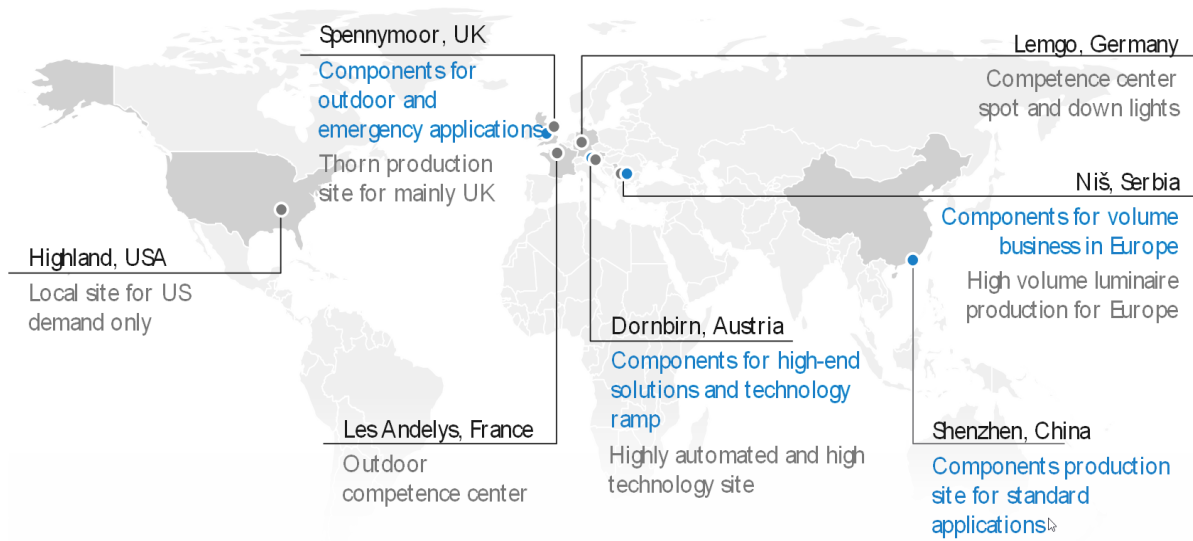 Spennymoor, UK
Components for
outdoor and
emergency applications
Thorn production
site for mainly UK
Lemgo, Germany
Competence center
spot and down lights
Niš, Serbia
Components for volume
business in Europe
High volume luminaire
production for Europe
Highland, USA
Local site for US
demand only
Dornbirn, Austria
Components for high-end
solutions and technology
ramp
Highly automated and high
technology site
Les Andelys, France
Outdoor
competence center
Shenzhen, China
Components production
site for standard
applications